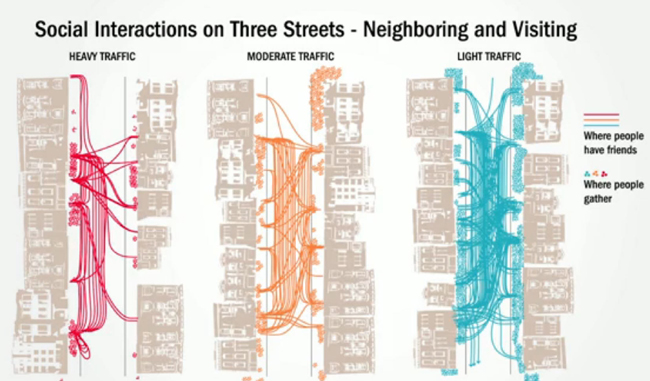 Social Interactions on Three Streets - Neighboring and Visiting
HEAVY TRAFFIC
MODERATE TRAFFIC
LIGHT TRAFFIC
Where people
have friends
Where people
gather